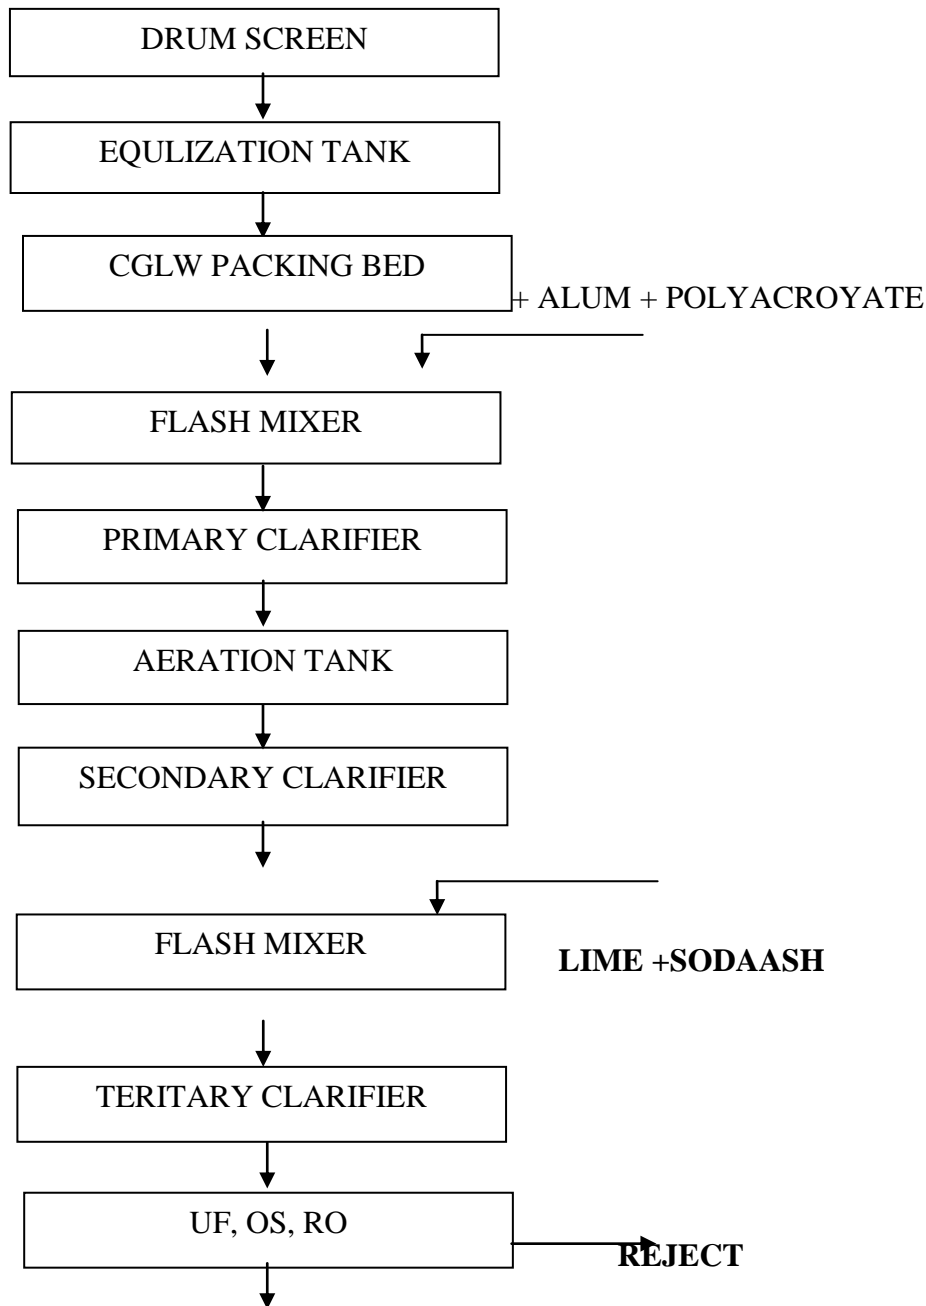 DRUM SCREEN
EQULIZATION TANK
CGLW PACKING BED
+ ALUM + POLYACROYATE
FLASH MIXER
PRIMARY CLARIFIER
AERATION TANK
SECONDARY CLARIFIER
FLASH MIXER
LIME +SODAASH
TERITARY CLARIFIER
UF, OS, RO
REJECT